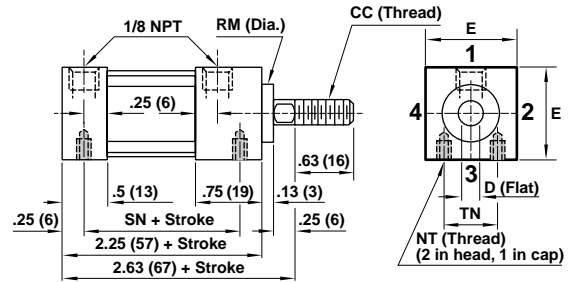 1/8 NPT
RM (Dia.)
CC (Thread)
E
1
.25 (6)
4
2
E
.63 (16)
3
.5 (13)
.75 (19)
.13 (3)
D (Flat)
.25 (6)
SN + Stroke
.25 (6)
TN
2.25 (57) + Stroke
NT (Thread)
(2 in head, 1 in cap)
2.63 (67) + Stroke